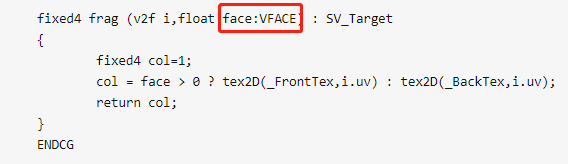 fixed4 frag (v2f i,float face:VFACE) : SV_Target
{
fixed4 col=1;
col = face > 0 ? tex2D(_FrontTex,i.uv) : tex2D(_BackTex,i.uv);
return col;
}
ENDCG